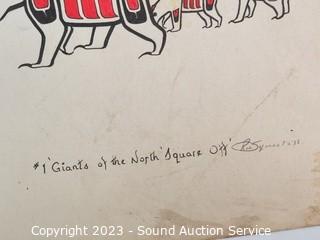 #1 'Giants of the North 'Square Off'
Copyright 2023 - Sound Auction Service